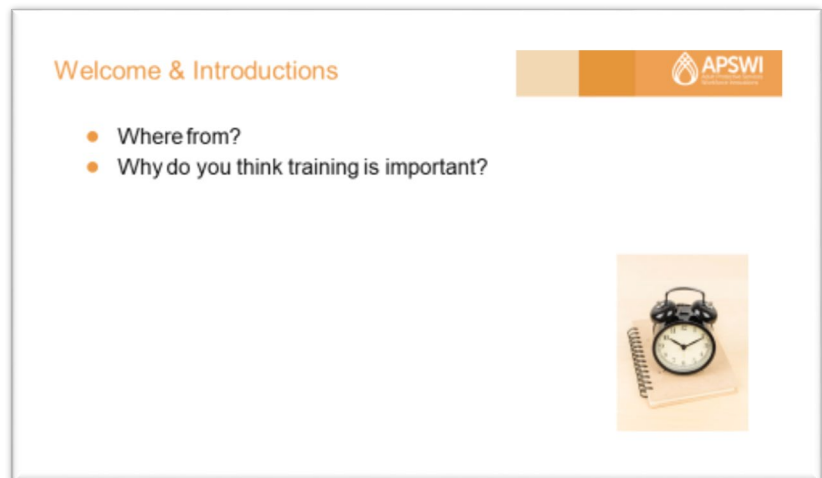 Welcome & Introductions
APSWI
Where from?
Why do you think training is important?